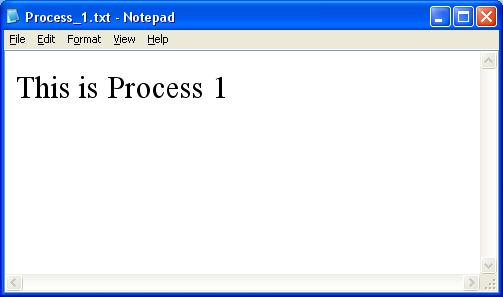 Process_1.txt - Notepad
File Edit Format View Help
This is Process 1